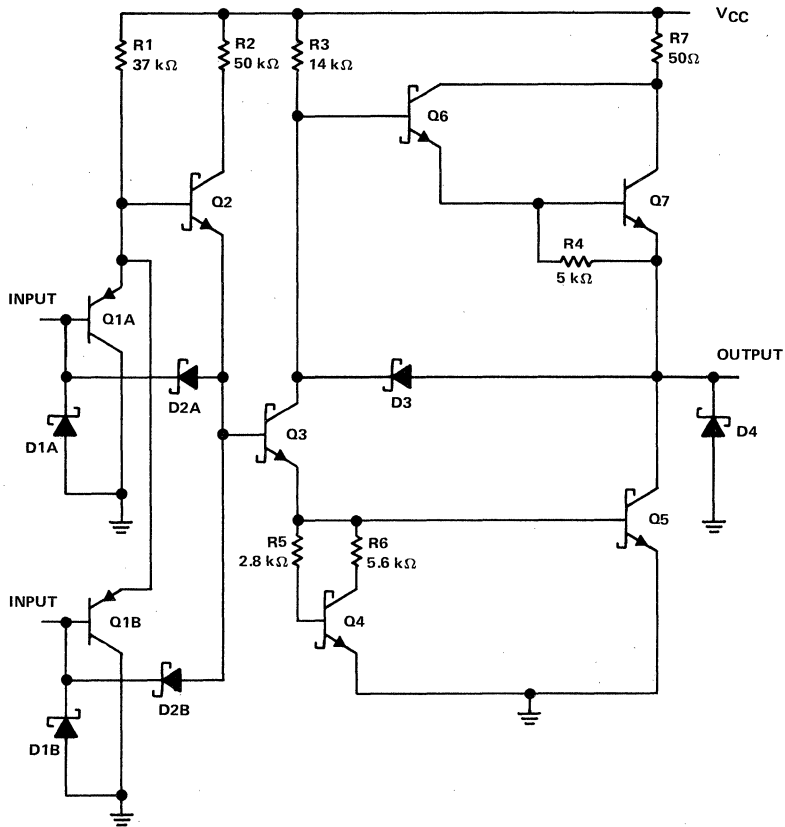 VCC
R1
37 kΩ
R2
50 kΩ
R3
14 kΩ
R7
50Ω
Q6
Q2
Q7
R4
5 kΩ
INPUT
Q1A
OUTPUT
D2A
D3
D1A
Q3
D4
Q5
R5
2.8 kΩ
R6
5.6 kΩ
INPUT
Q1B
Q4
D2B
D1B